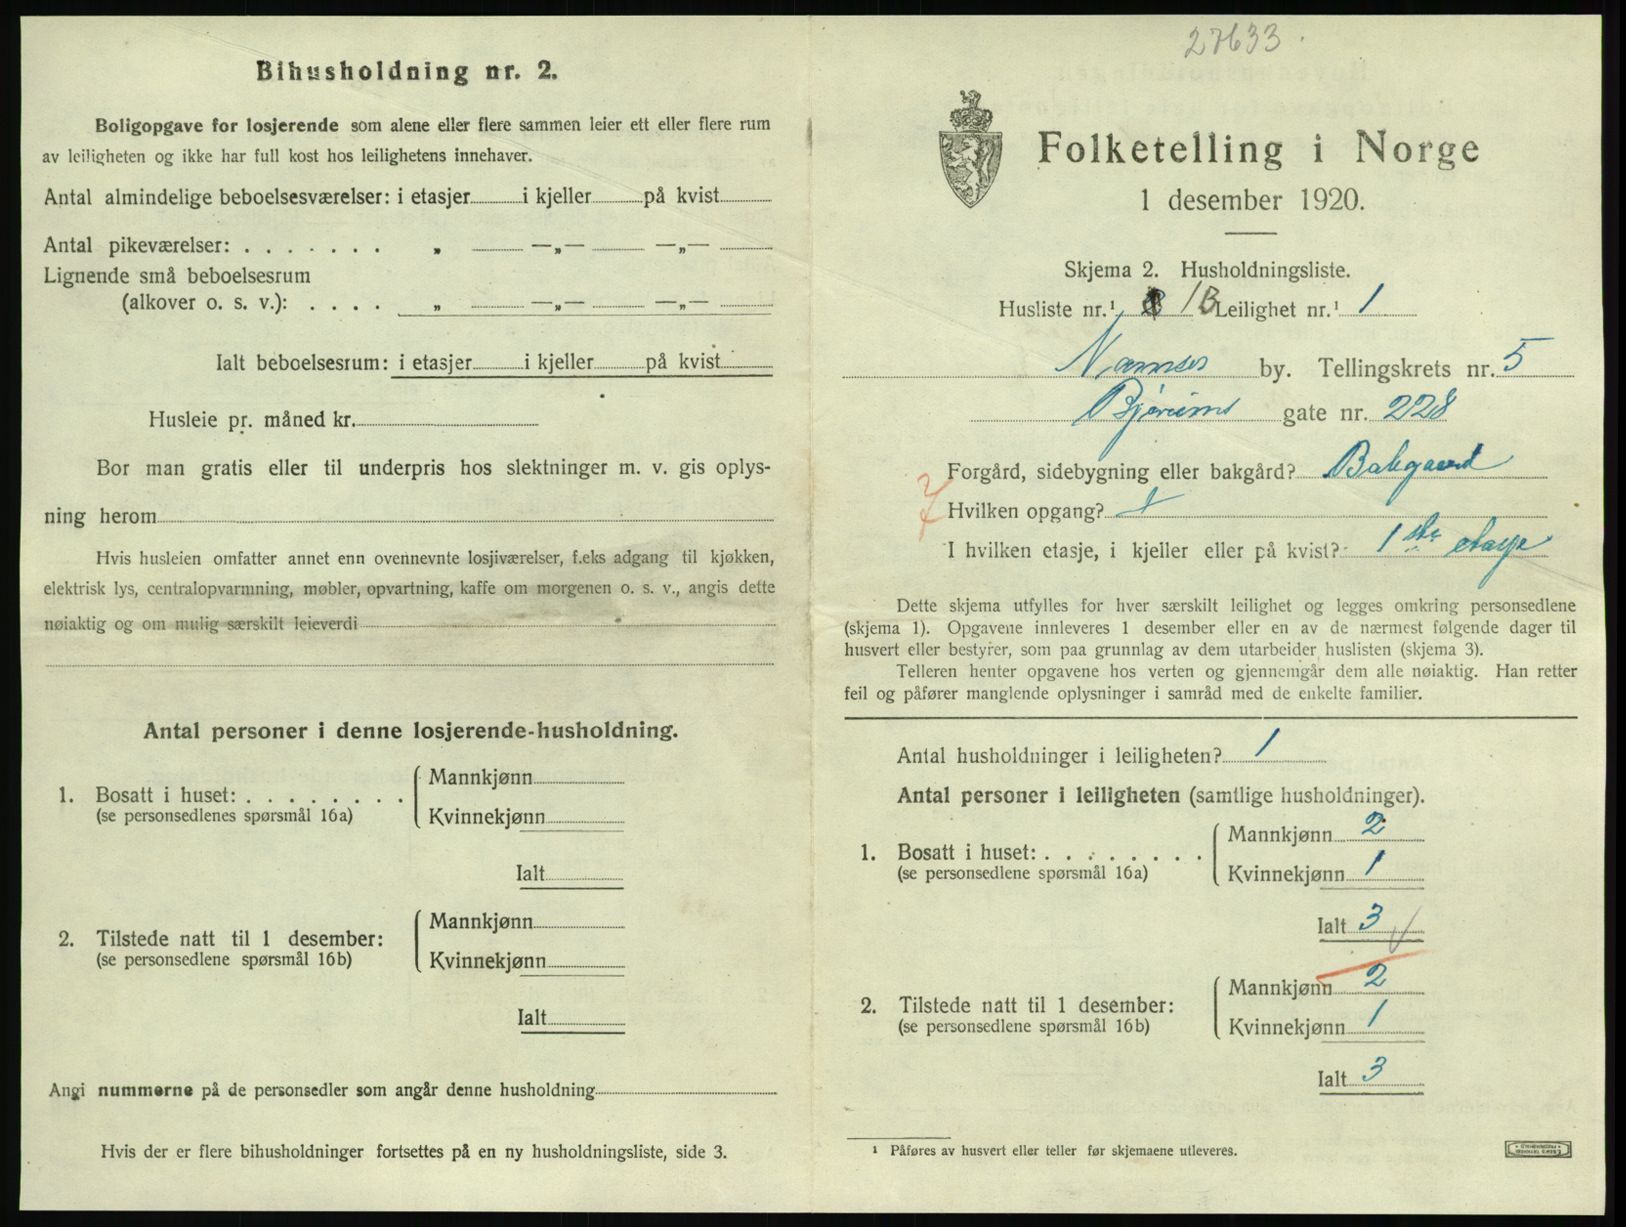 Bihusholdning nr. 2.
Boligopgave for losjerende som alene eller flere sammen leier ett eller flere rum
av leiligheten og ikke har full kost hos leilighetens innehaver.
Antal almindelige beboelsesværelser: i etasjer i kjeller på kvist
Antal pikeværelser: . . . . . . . „ —„— —„—
Lignende små beboelsesrum
(alkover o. s. v.): . . . . „ —„— —„—
Ialt beboelsesrum: i etasjer i kjeller på kvist
Husleie pr. måned kr.
Bor man gratis eller til underpris hos slektninger m. v. gis oplys-
ning herom
Hvis husleien omfatter annet enn ovennevnte losjiværelser, f.eks adgang til kjøkken,
elektrisk lys, centralopvarmning, møbler, opvartning, kaffe om morgenen o. s. v., angis dette
nøiaktig og om mulig særskilt leieverdi
Antal personer i denne losjerende-husholdning.
1. Bosatt i huset: . . . . . . . .
(se personsedlenes spørsmål 16a)
Mannkjønn
Kvinnekjønn
Ialt
2. Tilstede natt til 1 desember:
(se personsedlene spørsmål 16b)
Mannkjønn
Kvinnekjønn
Ialt
Angi nummerne på de personsedler som angår denne husholdning
Hvis der er flere bihusholdninger fortsettes på en ny husholdningsliste, side 3.
27633
Folketelling i Norge
1 desember 1920.
Skjema 2. Husholdningsliste.
Husliste nr.¹ 1B Leilighet nr.¹ 1
Namsos by. Tellingskrets nr. 5
Bjørums gate nr. 228
Forgård, sidebygning eller bakgård? Bakgaard
Hvilken opgang?
I hvilken etasje, i kjeller eller på kvist? 1ste etasje
Dette skjema utfylles for hver særskilt leilighet og legges omkring personsedlene
(skjema 1). Opgavene innleveres 1 desember eller en av de nærmest følgende dager til
husvert eller bestyrer, som paa grunnlag av dem utarbeider huslisten (skjema 3).
Telleren henter opgavene hos verten og gjennemgår dem alle nøiaktig. Han retter
feil og påfører manglende oplysninger i samråd med de enkelte familier.
Antal husholdninger i leiligheten? 1
Antal personer i leiligheten (samtlige husholdninger).
1. Bosatt i huset: . . . . . . . .
(se personsedlene spørsmål 16a)
Mannkjønn 2
Kvinnekjønn 1
Ialt 3
2. Tilstede natt til 1 desember:
(se personsedlene spørsmål 16b)
Mannkjønn 2
Kvinnekjønn 1
Ialt 3
¹ Påføres av husvert eller teller før skjemaene utleveres.